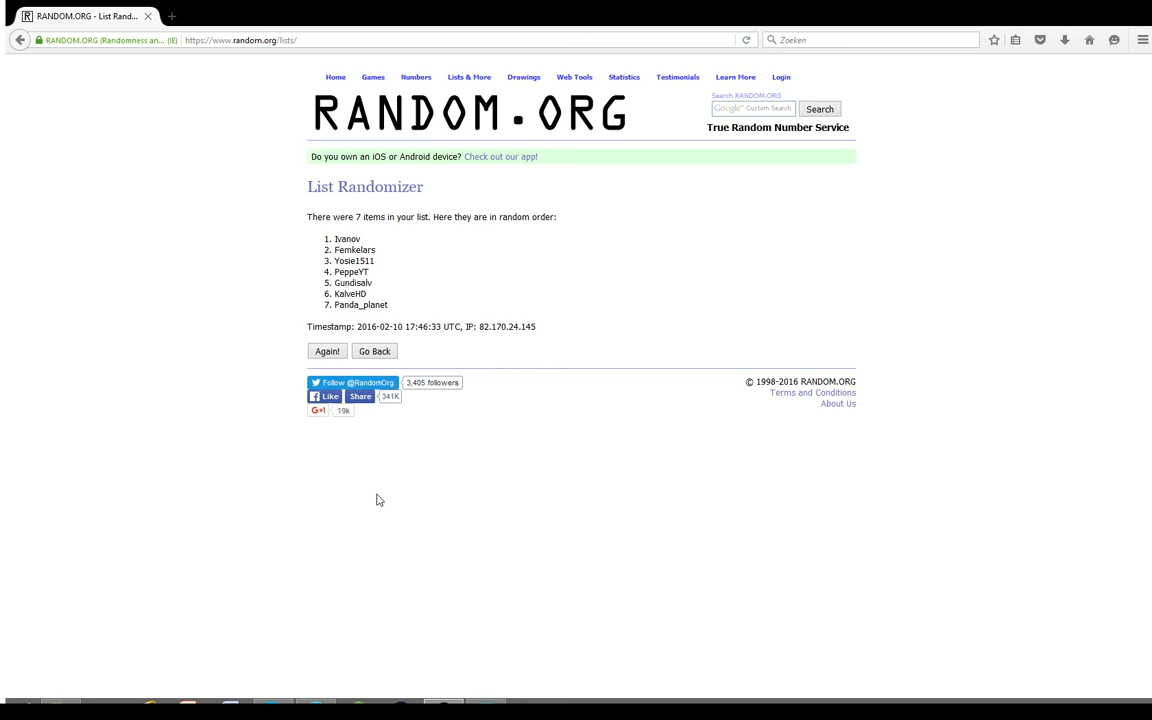 RANDOM.ORG - List Rand...
RANDOM.ORG (Randomness an... (IE) https://www.random.org/lists/
Zoeken
Home Games Numbers Lists & More Drawings Web Tools Statistics Testimonials Learn More Login
Search RANDOM.ORG
RANDOM.ORG
Google™ Custom Search Search
True Random Number Service
Do you own an iOS or Android device? Check out our app!
List Randomizer
There were 7 items in your list. Here they are in random order:
1. Ivanov
2. Femkelars
3. Yosie1511
4. PeppeYT
5. Gundisalv
6. KalveHD
7. Panda_planet
Timestamp: 2016-02-10 17:46:33 UTC, IP: 82.170.24.145
Again! Go Back
Follow @RandomOrg 3,405 followers
Like Share 341K
G+1 19k
© 1998-2016 RANDOM.ORG
Terms and Conditions
About Us